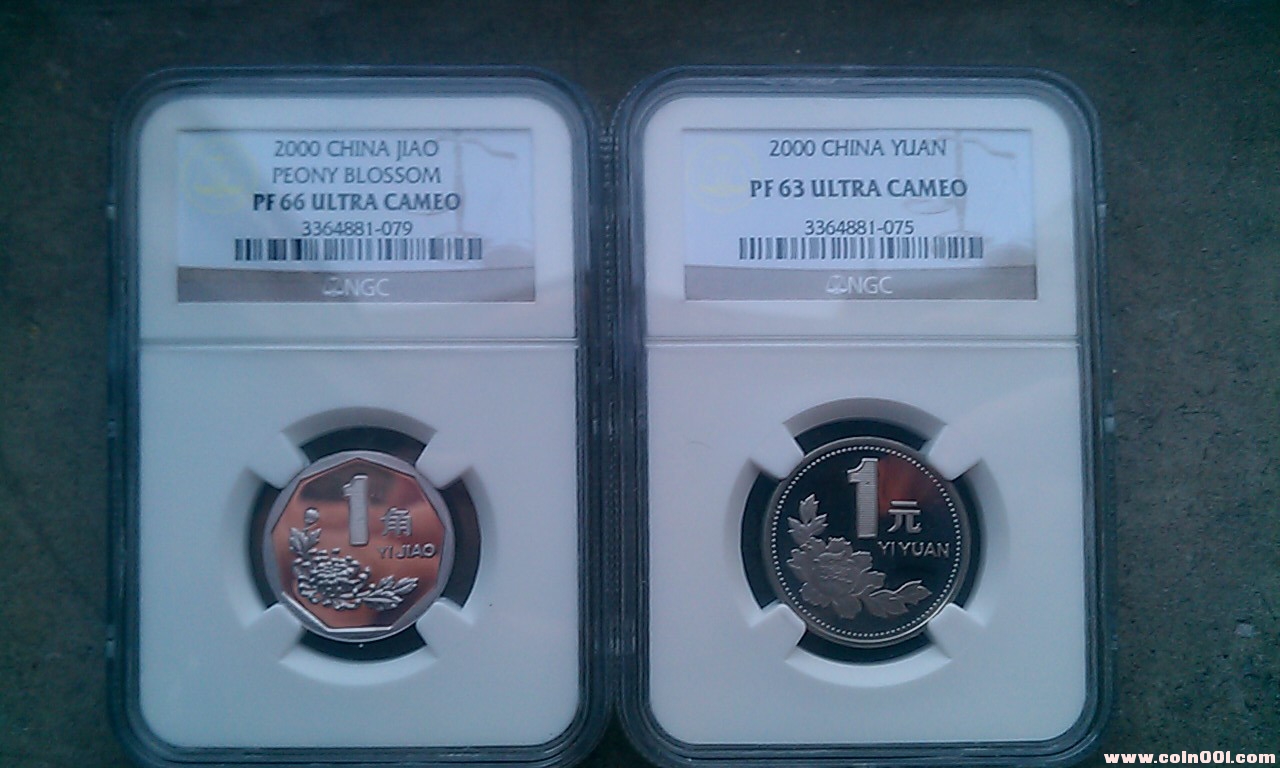 2000 CHINA JIAO
PEONY BLOSSOM
PF 66 ULTRA CAMEO
3364881-079
NGC
1角
YI JIAO
2000 CHINA YUAN
PF 63 ULTRA CAMEO
3364881-075
NGC
1元
YI YUAN
www.coin001.com